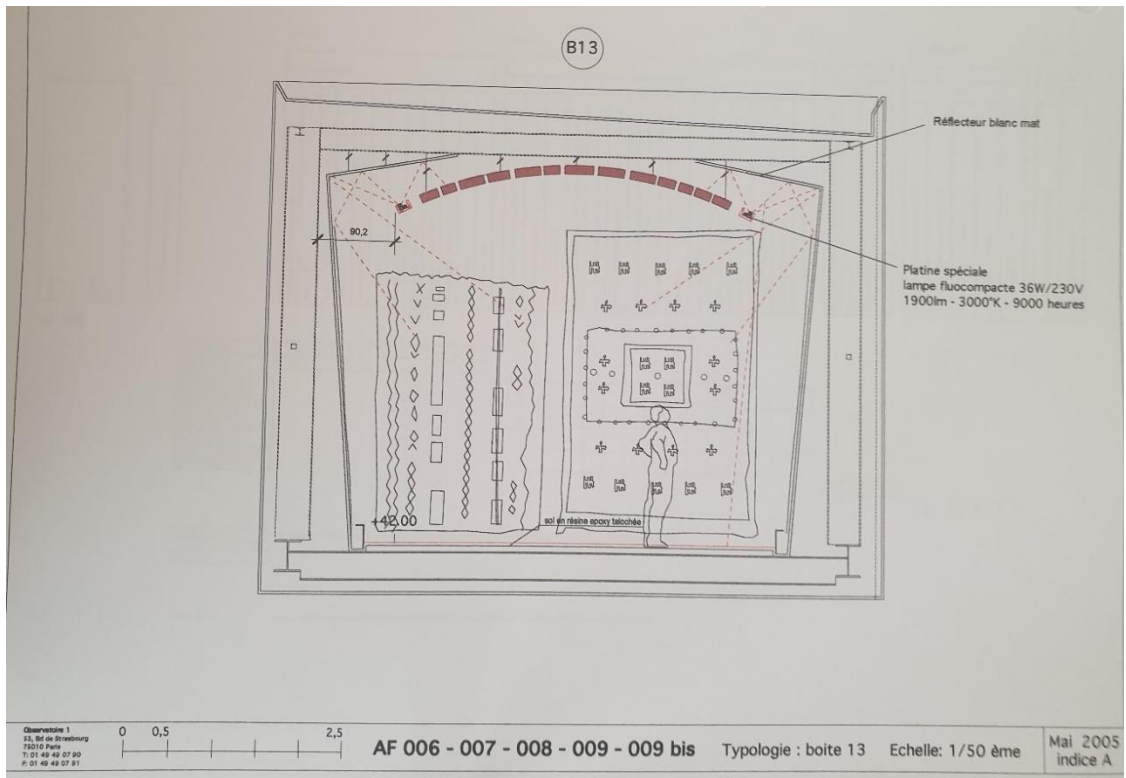 B13
Réflecteur blanc mat
90,2
Platine spéciale
lampe fluocompacte 36W/230V
1900lm - 3000°K - 9000 heures
+42.00
sol en résine epoxy talochée
Observatoire 1
53, Bd de Strasbourg
75010 Paris
T: 01 49 49 07 90
F: 01 49 49 07 91
0 0,5 2,5
AF 006 - 007 - 008 - 009 - 009 bis Typologie : boite 13 Echelle: 1/50 ème
Mai 2005
indice A